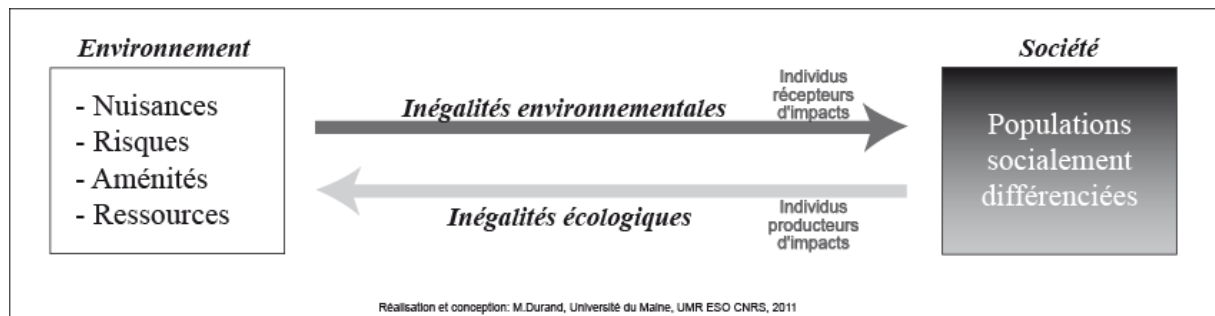 Environnement
Société
- Nuisances
- Risques
- Aménités
- Ressources
Inégalités environnementales
Individus
récepteurs
d'impacts
Inégalités écologiques
Individus
producteurs
d'impacts
Populations
socialement
différenciées
Réalisation et conception: M.Durand, Université du Maine, UMR ESO CNRS, 2011